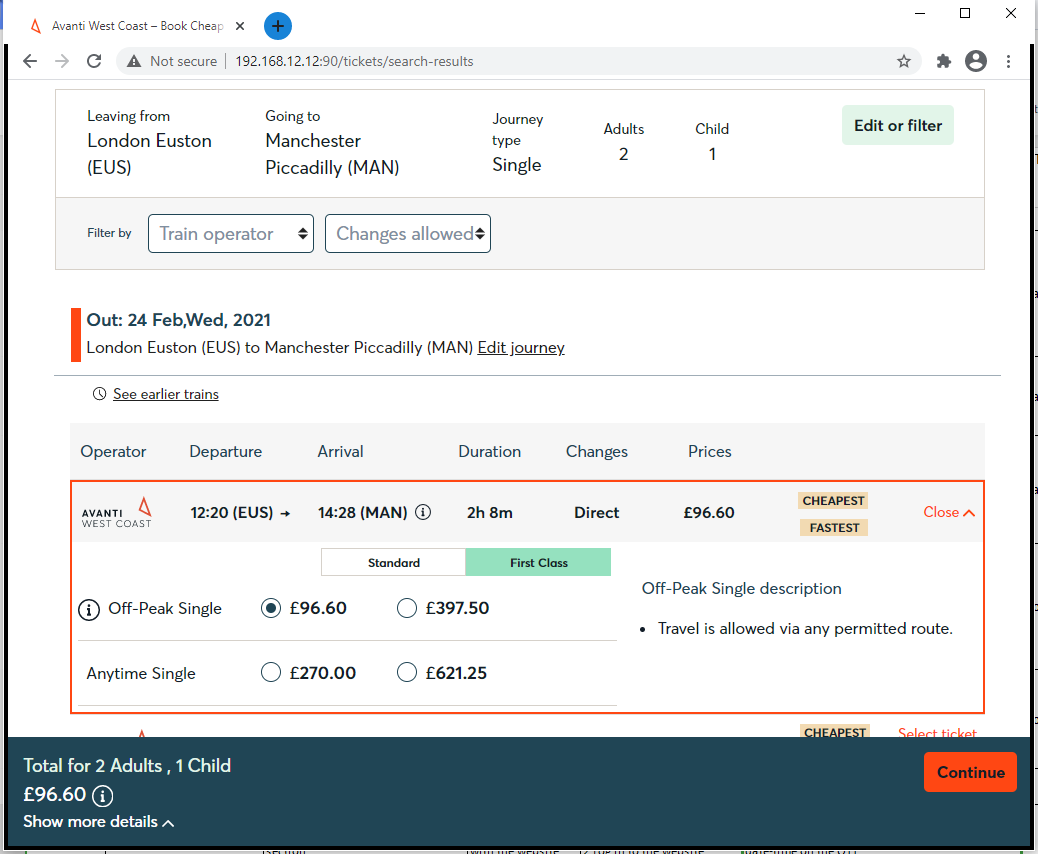 Avanti West Coast – Book Cheap
Not secure | 192.168.12.12:90/tickets/search-results
Leaving from
London Euston
(EUS)
Going to
Manchester
Piccadilly (MAN)
Journey
type
Single
Adults
2
Child
1
Edit or filter
Filter by
Train operator
Changes allowed
Out: 24 Feb,Wed, 2021
London Euston (EUS) to Manchester Piccadilly (MAN) Edit journey
See earlier trains
Operator Departure Arrival Duration Changes Prices
AVANTI
WEST COAST
12:20 (EUS) → 14:28 (MAN) 2h 8m Direct £96.60
CHEAPEST
FASTEST
Close
Standard First Class
Off-Peak Single £96.60 £397.50
Anytime Single £270.00 £621.25
Off-Peak Single description
• Travel is allowed via any permitted route.
CHEAPEST Select ticket
Total for 2 Adults , 1 Child
£96.60
Show more details
Continue